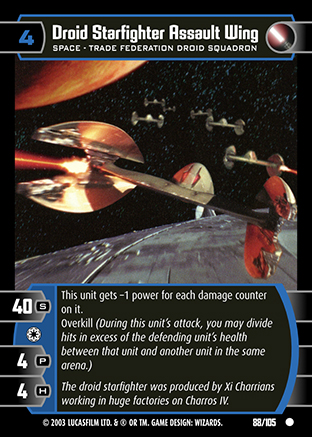 4
Droid Starfighter Assault Wing
SPACE - TRADE FEDERATION DROID SQUADRON
40 S
4 P
4 H
This unit gets –1 power for each damage counter
on it.
Overkill (During this unit's attack, you may divide
hits in excess of the defending unit's health
between that unit and another unit in the same
arena.)
The droid starfighter was produced by Xi Charrians
working in huge factories on Charros IV.
© 2003 LUCASFILM LTD. & ® OR TM. GAME DESIGN: WIZARDS.
88/105